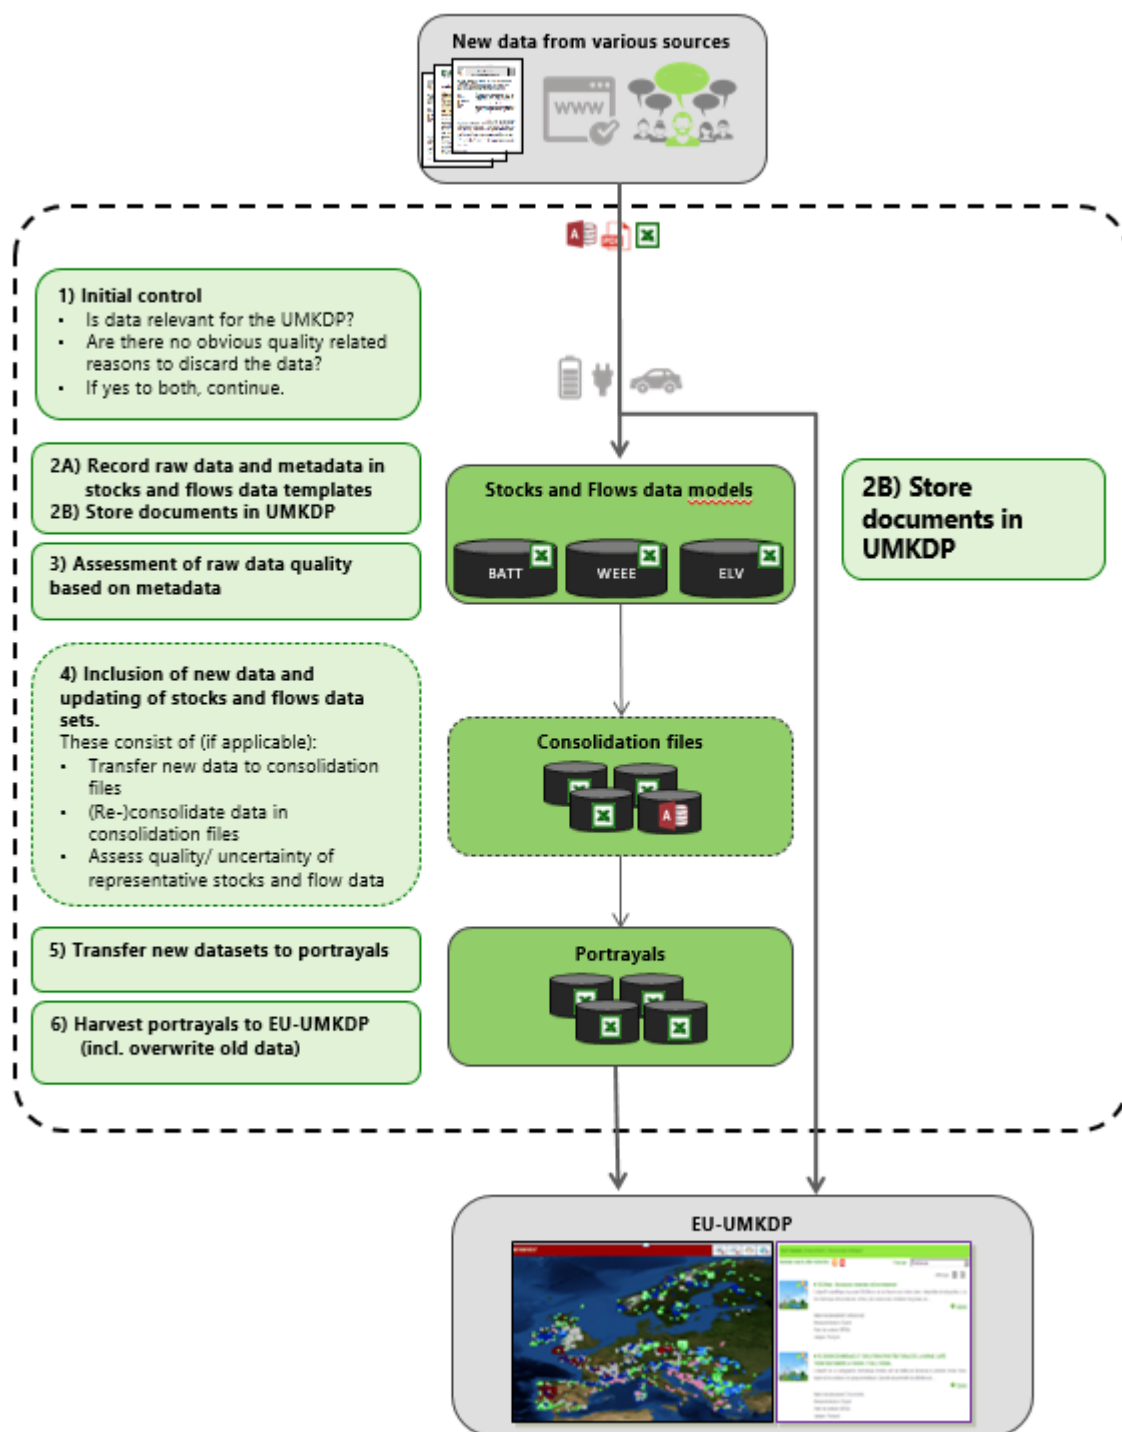 New data from various sources
WWW
A
PDF
1) Initial control
• Is data relevant for the UMKDP?
• Are there no obvious quality related
reasons to discard the data?
• If yes to both, continue.
2A) Record raw data and metadata in
stocks and flows data templates
2B) Store documents in UMKDP
3) Assessment of raw data quality
based on metadata
Stocks and Flows data models
BATT
WEEE
ELV
2B) Store
documents in
UMKDP
4) Inclusion of new data and
updating of stocks and flows data
sets.
These consist of (if applicable):
• Transfer new data to consolidation
files
• (Re-)consolidate data in
consolidation files
• Assess quality/ uncertainty of
representative stocks and flow data
Consolidation files
A
5) Transfer new datasets to portrayals
6) Harvest portrayals to EU-UMKDP
(incl. overwrite old data)
Portrayals
EU-UMKDP